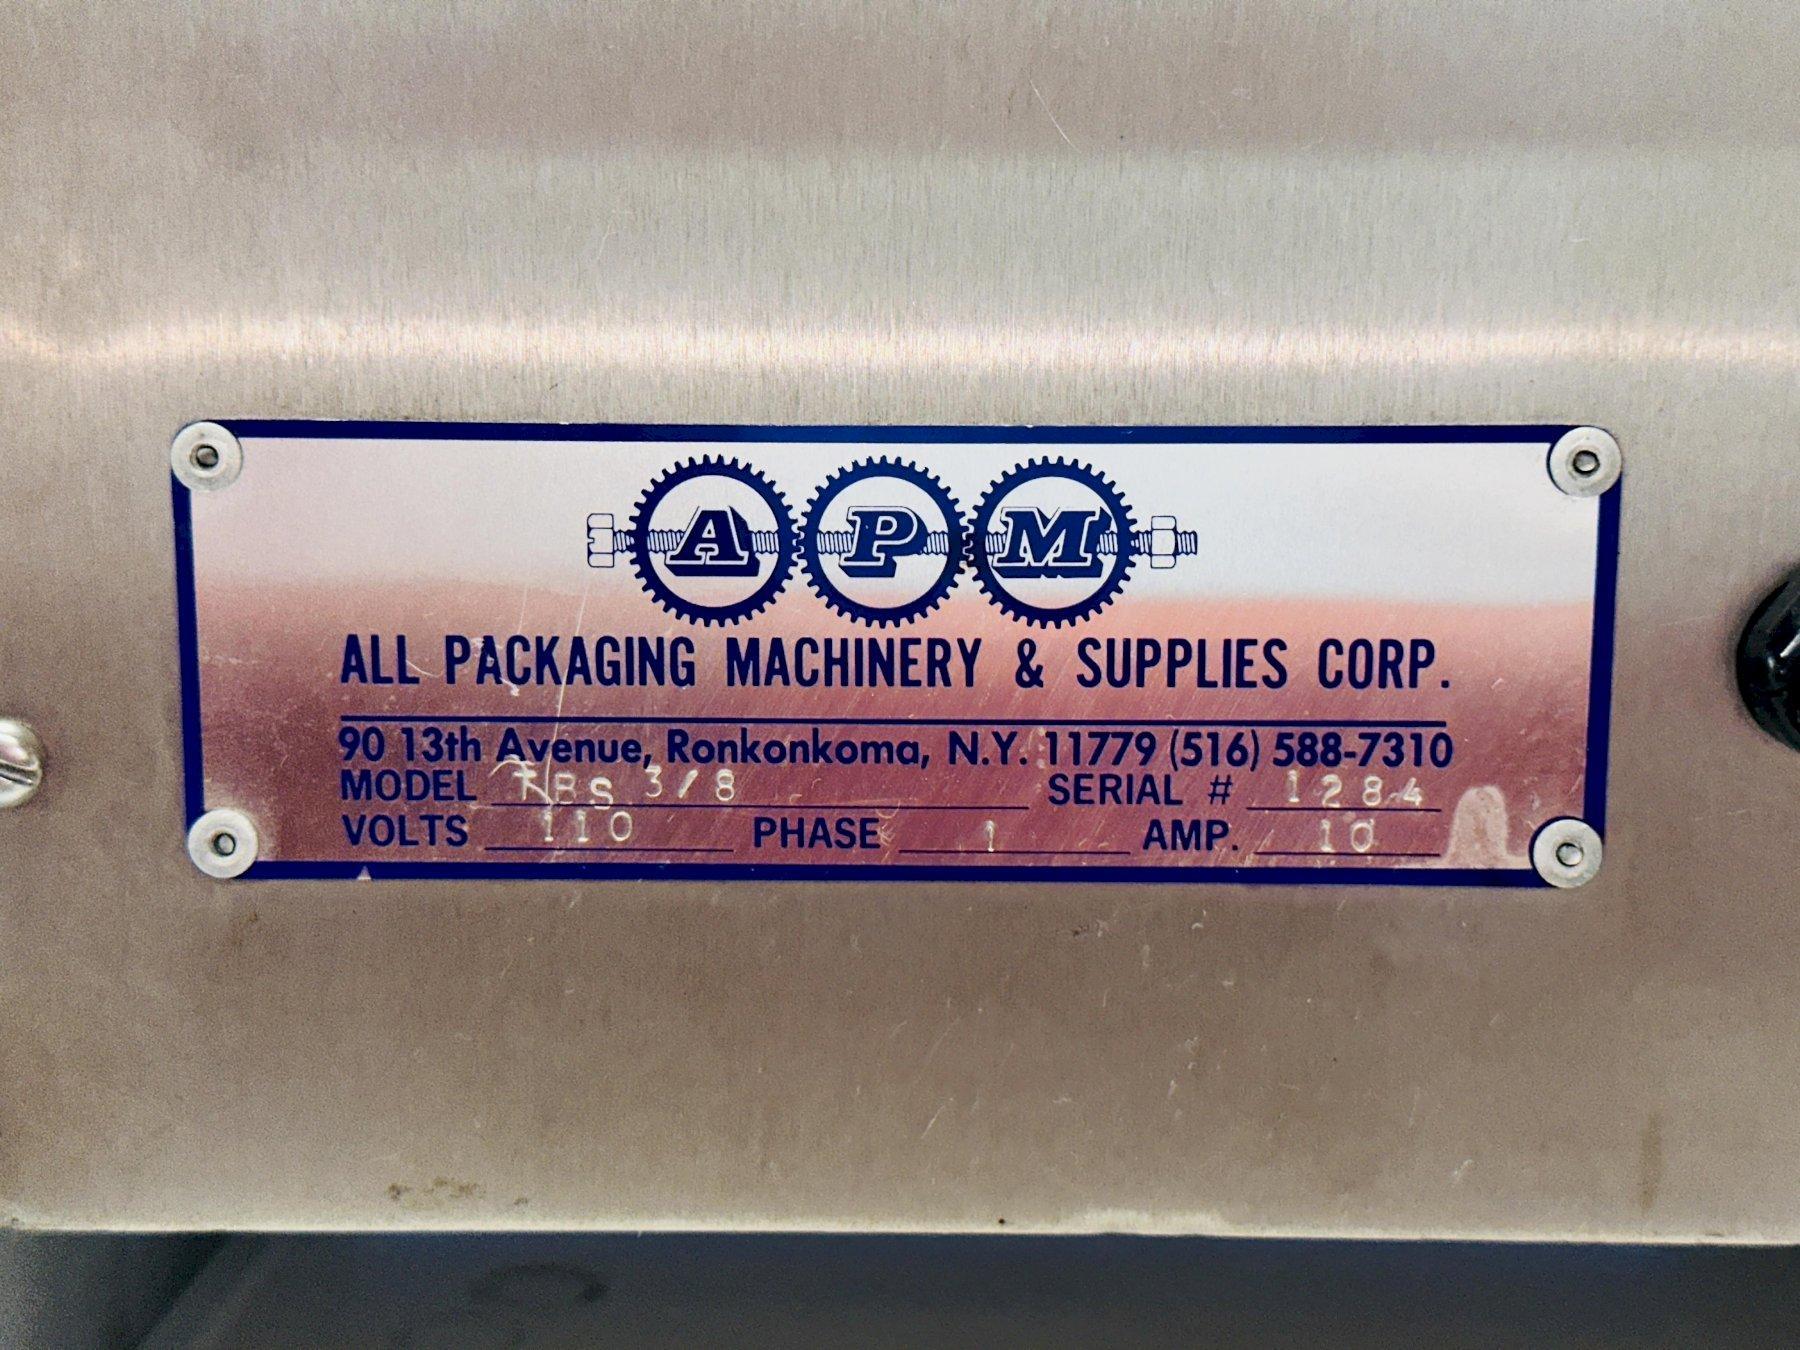 A P M
ALL PACKAGING MACHINERY & SUPPLIES CORP.
90 13th Avenue, Ronkonkoma, N.Y. 11779 (516) 588-7310
MODEL 3/8 SERIAL # 1284
VOLTS 110 PHASE 1 AMP. 10